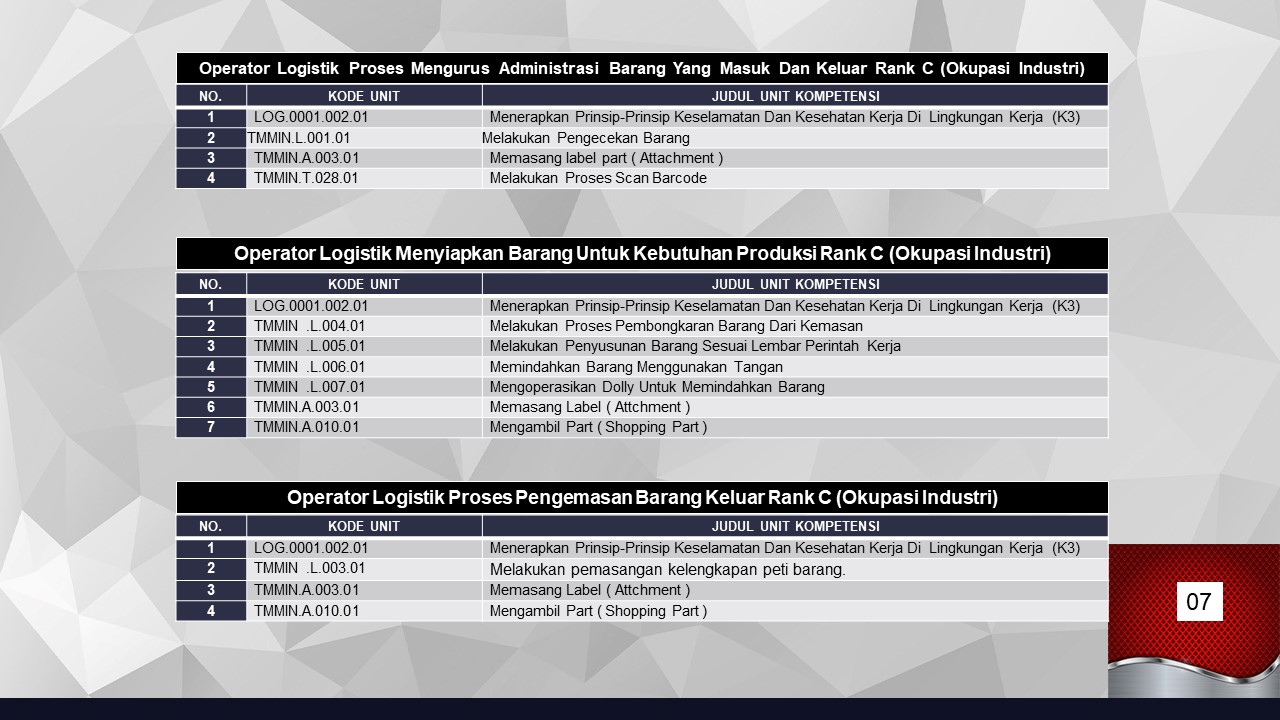 Operator Logistik Proses Mengurus Administrasi Barang Yang Masuk Dan Keluar Rank C (Okupasi Industri)
NO. KODE UNIT JUDUL UNIT KOMPETENSI
1 LOG.0001.002.01 Menerapkan Prinsip-Prinsip Keselamatan Dan Kesehatan Kerja Di Lingkungan Kerja (K3)
2 TMMIN.L.001.01 Melakukan Pengecekan Barang
3 TMMIN.A.003.01 Memasang label part ( Attachment )
4 TMMIN.T.028.01 Melakukan Proses Scan Barcode
Operator Logistik Menyiapkan Barang Untuk Kebutuhan Produksi Rank C (Okupasi Industri)
NO. KODE UNIT JUDUL UNIT KOMPETENSI
1 LOG.0001.002.01 Menerapkan Prinsip-Prinsip Keselamatan Dan Kesehatan Kerja Di Lingkungan Kerja (K3)
2 TMMIN .L.004.01 Melakukan Proses Pembongkaran Barang Dari Kemasan
3 TMMIN .L.005.01 Melakukan Penyusunan Barang Sesuai Lembar Perintah Kerja
4 TMMIN .L.006.01 Memindahkan Barang Menggunakan Tangan
5 TMMIN .L.007.01 Mengoperasikan Dolly Untuk Memindahkan Barang
6 TMMIN.A.003.01 Memasang Label ( Attchment )
7 TMMIN.A.010.01 Mengambil Part ( Shopping Part )
Operator Logistik Proses Pengemasan Barang Keluar Rank C (Okupasi Industri)
NO. KODE UNIT JUDUL UNIT KOMPETENSI
1 LOG.0001.002.01 Menerapkan Prinsip-Prinsip Keselamatan Dan Kesehatan Kerja Di Lingkungan Kerja (K3)
2 TMMIN .L.003.01 Melakukan pemasangan kelengkapan peti barang.
3 TMMIN.A.003.01 Memasang Label ( Attchment )
4 TMMIN.A.010.01 Mengambil Part ( Shopping Part )
07